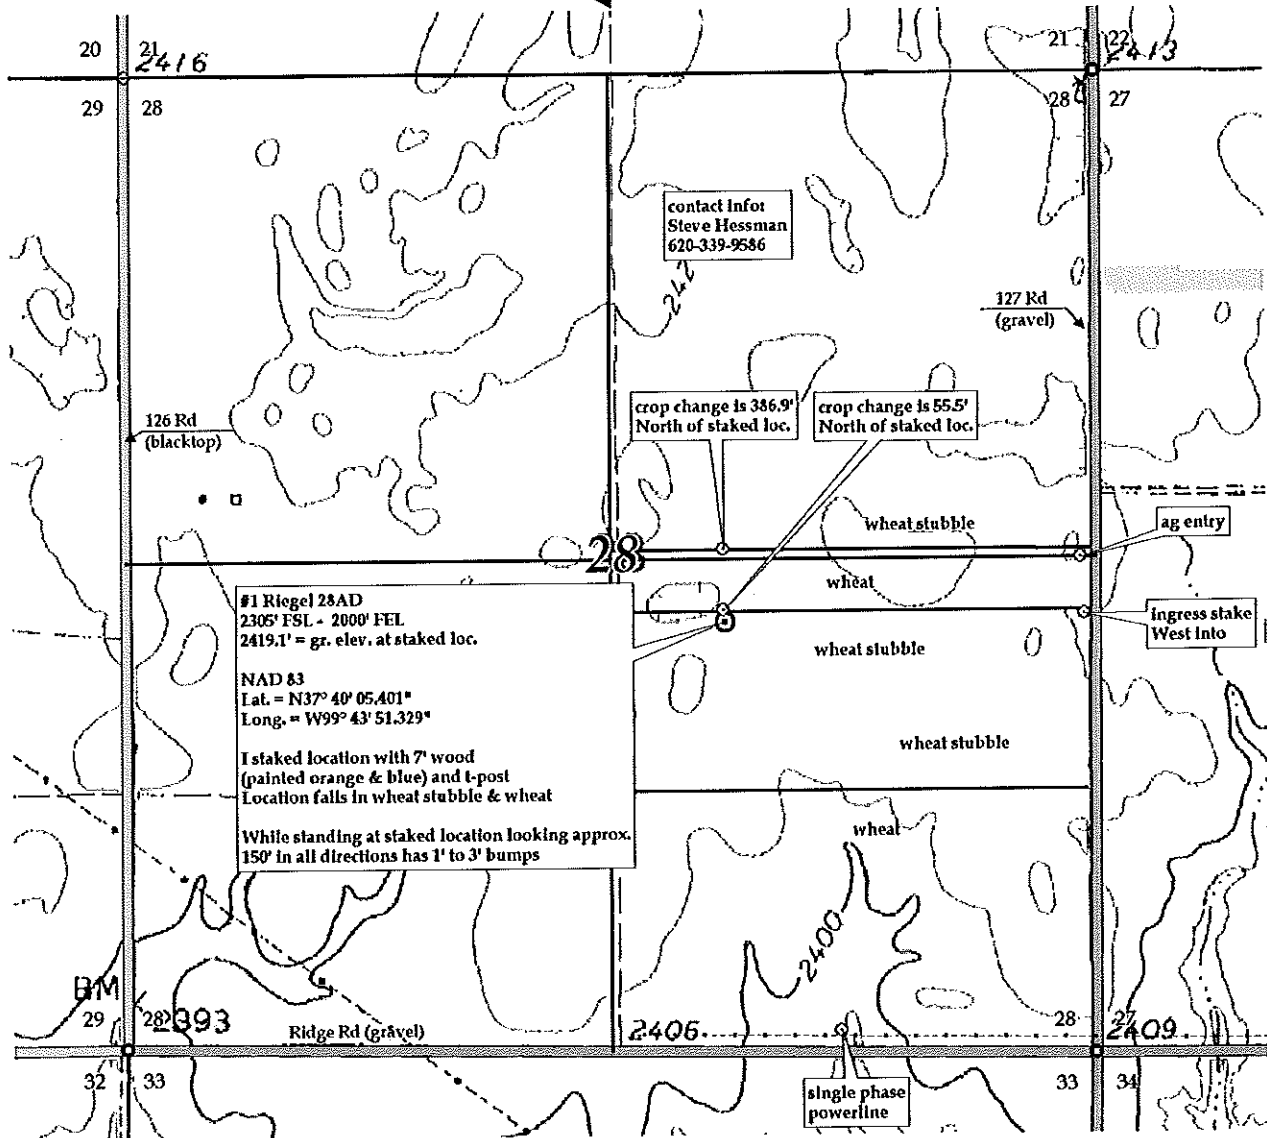 20 21
2416
21 22
2413
29 28
28 27
contact Infor
Steve Hessman
620-339-9586
242
127 Rd
(gravel)
126 Rd
(blacktop)
crop change is 386.9'
North of staked loc.
crop change is 55.5'
North of staked loc.
wheat stubble
ag entry
28
wheat
#1 Riegel 28AD
2305' FSL - 2000' FEL
2419.1' = gr. elev. at staked loc.
NAD 83
Lat. = N37° 40' 05.401"
Long. = W99° 43' 51.329"
I staked location with 7' wood
(painted orange & blue) and t-post
Location falls in wheat stubble & wheat
While standing at staked location looking approx.
150' in all directions has 1' to 3' bumps
ingress stake
West into
wheat stubble
wheat stubble
wheat
2400
BM
29 28
2393
Ridge Rd (gravel)
2406
28 27
2409
32 33
33 34
single phase
powerline